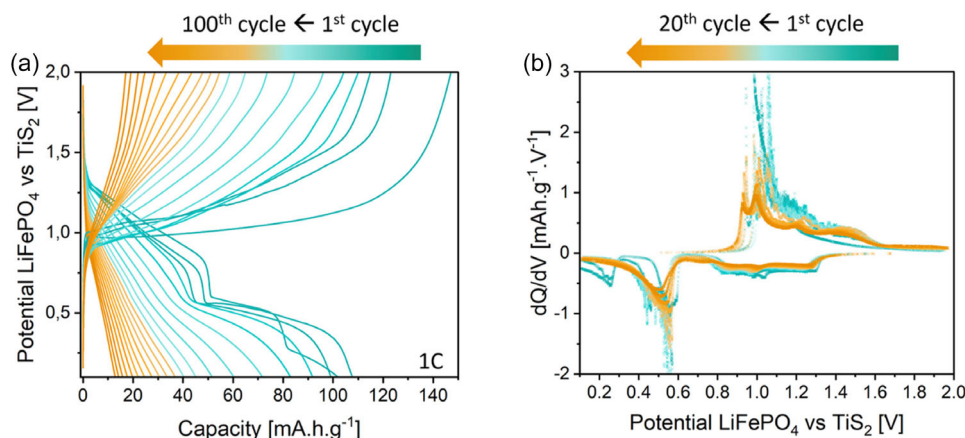 100th cycle ← 1st cycle
(a)
2,0
1,5
1,0
0,5
Potential LiFePO4 vs TiS2 [V]
1C
0 20 40 60 80 100 120 140
Capacity [mA.h.g-1]
20th cycle ← 1st cycle
(b)
3
2
1
0
-1
-2
dQ/dV [mAh.g-1.V-1]
0.2 0.4 0.6 0.8 1.0 1.2 1.4 1.6 1.8 2.0
Potential LiFePO4 vs TiS2 [V]